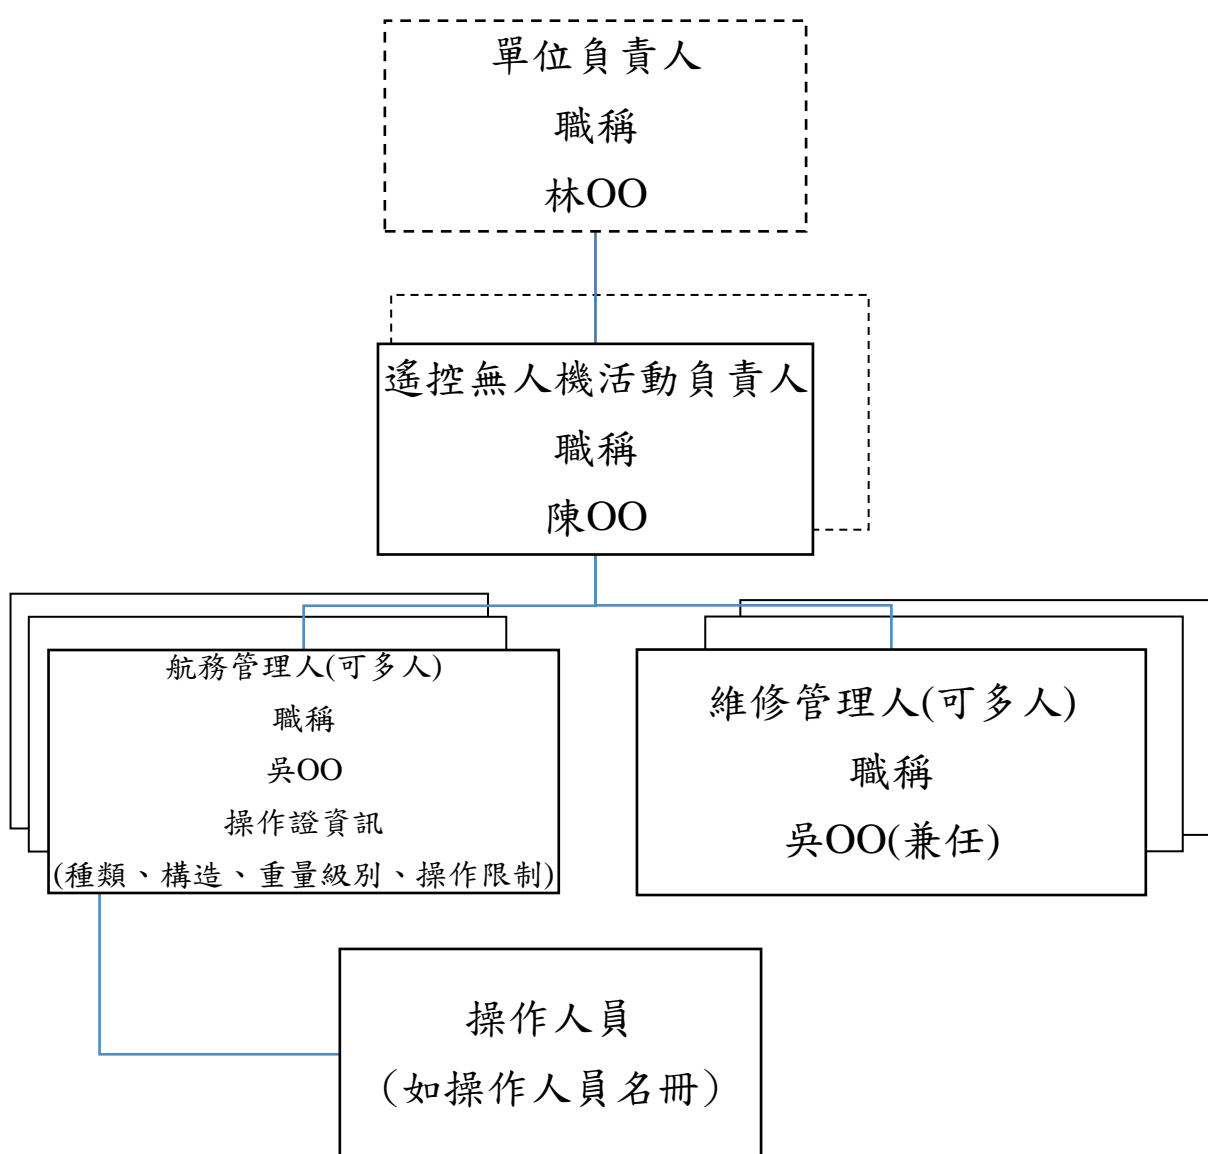 單位負責人
職稱
林OO
遙控無人機活動負責人
職稱
陳OO
航務管理人(可多人)
職稱
吳OO
操作證資訊
(種類、構造、重量級別、操作限制)
維修管理人(可多人)
職稱
吳OO(兼任)
操作人員
（如操作人員名冊）